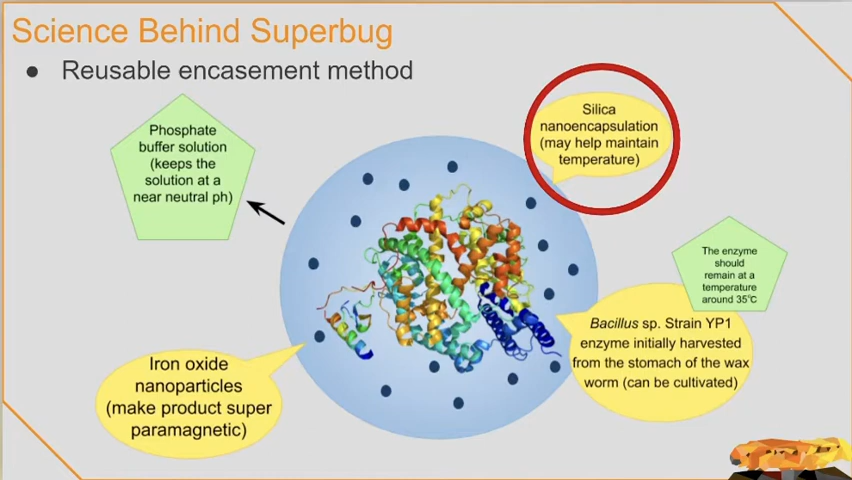 Science Behind Superbug
● Reusable encasement method
Phosphate
buffer solution
(keeps the
solution at a
near neutral ph)
Silica
nanoencapsulation
(may help maintain
temperature)
The enzyme
should
remain at a
temperature
around 35℃
Bacillus sp. Strain YP1
enzyme initially harvested
from the stomach of the wax
worm (can be cultivated)
Iron oxide
nanoparticles
(make product super
paramagnetic)